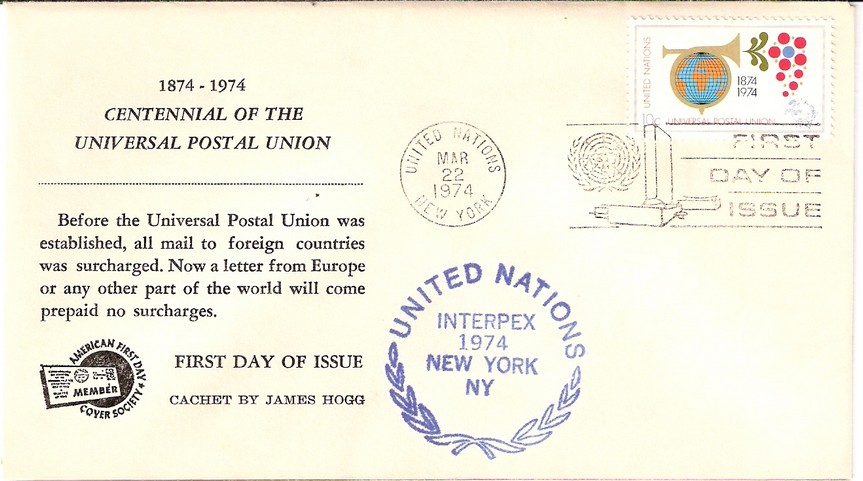 1874 - 1974
CENTENNIAL OF THE
UNIVERSAL POSTAL UNION
Before the Universal Postal Union was
established, all mail to foreign countries
was surcharged. Now a letter from Europe
or any other part of the world will come
prepaid no surcharges.
AMERICAN FIRST DAY
MEMBER
COVER SOCIETY
FIRST DAY OF ISSUE
CACHET BY JAMES HOGG
UNITED NATIONS
MAR
22
1974
NEW YORK
UNITED NATIONS
INTERPEX
1974
NEW YORK
NY
UNITED NATIONS
1874
1974
10c UNIVERSAL POSTAL UNION
FIRST
DAY OF
ISSUE